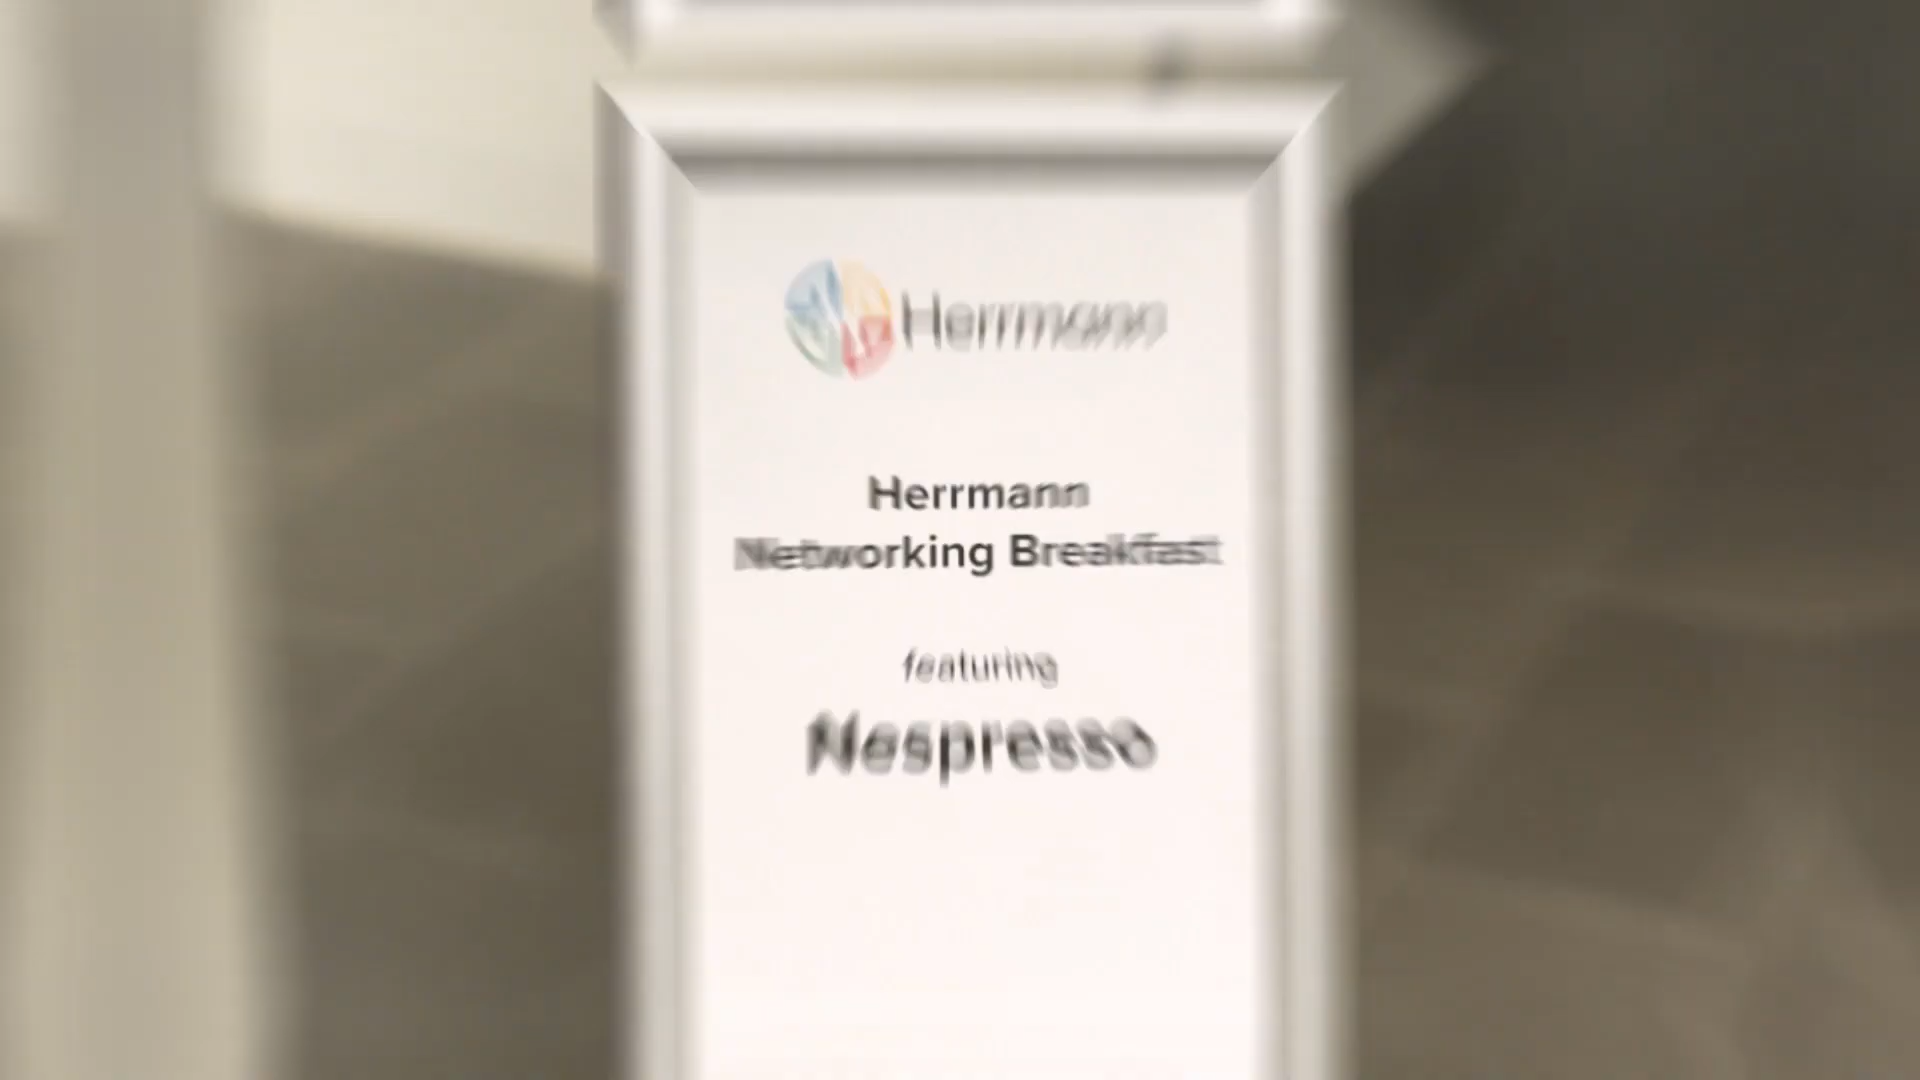 Herrmann
Herrmann
Networking Breakfast
featuring
Nespresso